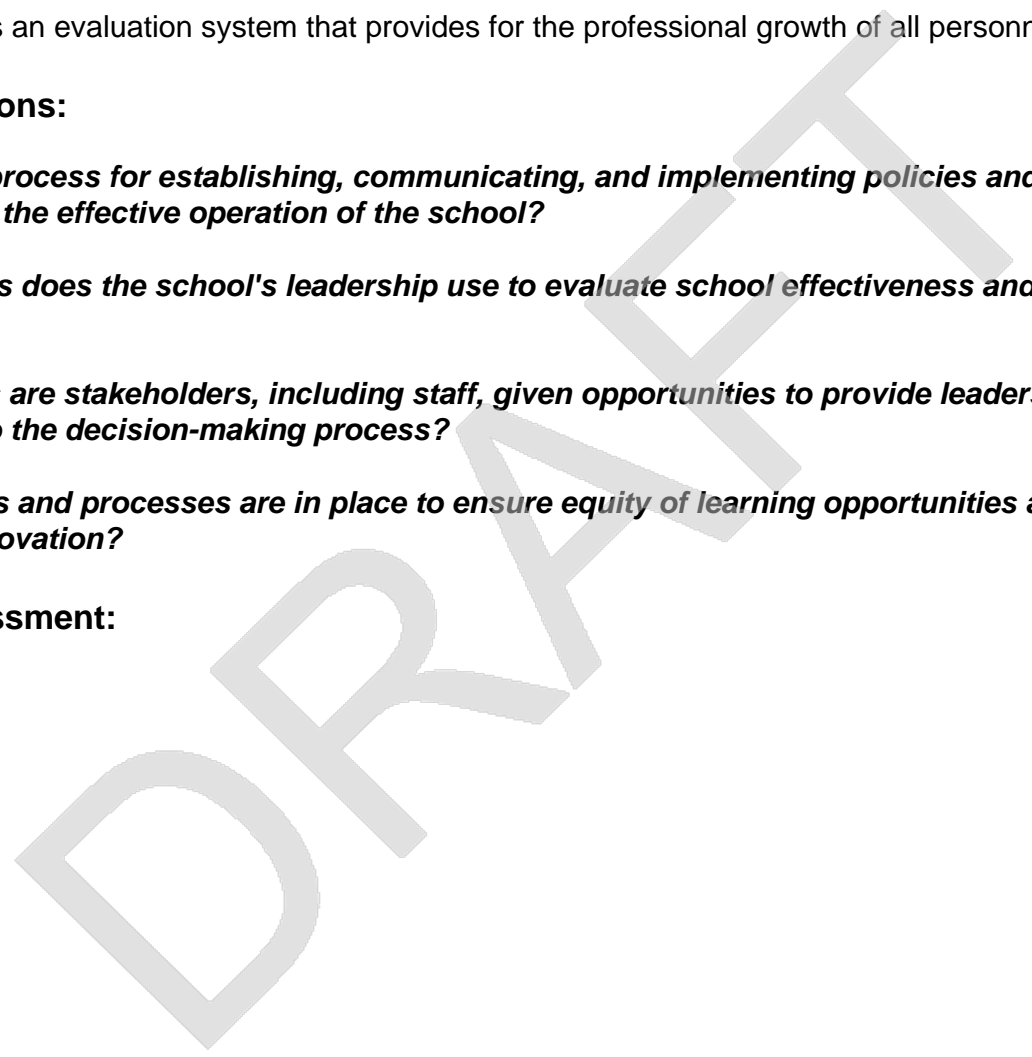 s an evaluation system that provides for the professional growth of all personn
ons:
process for establishing, communicating, and implementing policies and
the effective operation of the school?
s does the school's leadership use to evaluate school effectiveness and
s are stakeholders, including staff, given opportunities to provide leaders
o the decision-making process?
s and processes are in place to ensure equity of learning opportunities a
ovation?
ssment:
DRAFT